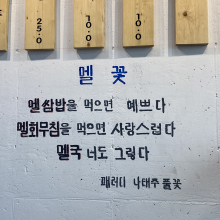 25.0
10.0
10.0
멜 꽃
멜쌈밥을 먹으면 예쁘다
멜회무침을 먹으면 사랑스럽다
멜국 너도 그렇다
패러디 나태주 풀꽃